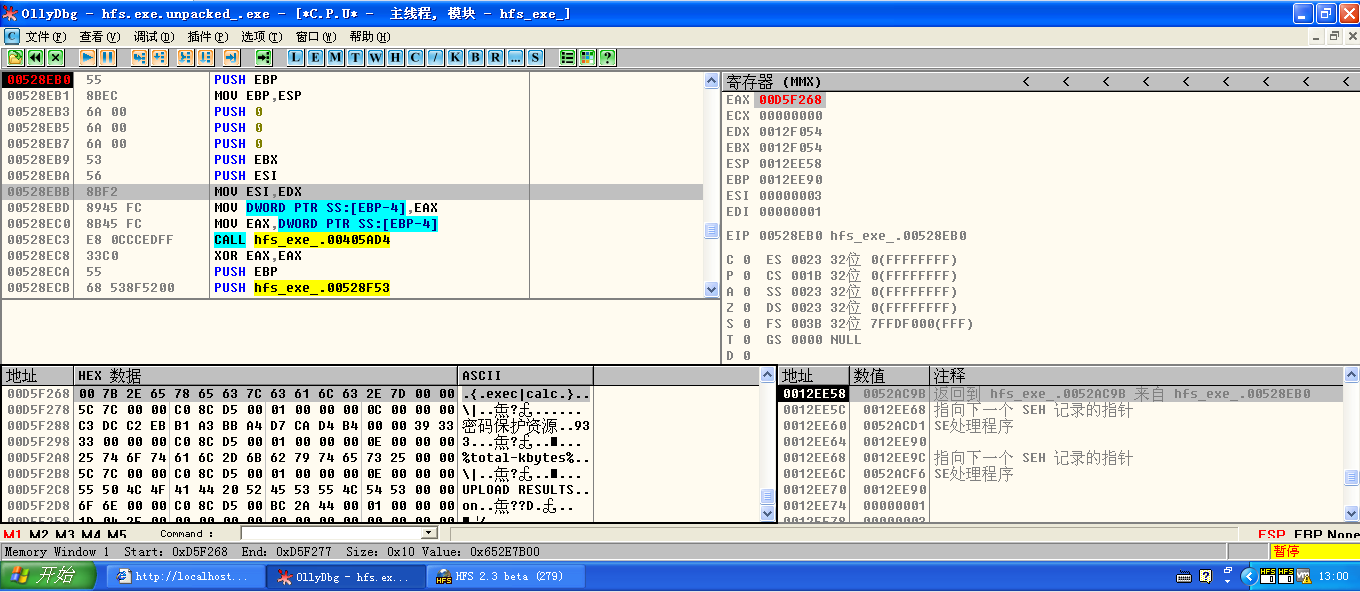 OllyDbg - hfs.exe.unpacked_.exe - [*C.P.U* - 主线程, 模块 - hfs_exe_]
C 文件(F) 查看(V) 调试(D) 插件(P) 选项(T) 窗口(W) 帮助(H)
L E M T W H C / K B R ... S ?
00528EB0 55 PUSH EBP
00528EB1 8BEC MOV EBP,ESP
00528EB3 6A 00 PUSH 0
00528EB5 6A 00 PUSH 0
00528EB7 6A 00 PUSH 0
00528EB9 53 PUSH EBX
00528EBA 56 PUSH ESI
00528EBB 8BF2 MOV ESI,EDX
00528EBD 8945 FC MOV DWORD PTR SS:[EBP-4],EAX
00528EC0 8B45 FC MOV EAX,DWORD PTR SS:[EBP-4]
00528EC3 E8 0CCCEDFF CALL hfs_exe_.00405AD4
00528EC8 33C0 XOR EAX,EAX
00528ECA 55 PUSH EBP
00528ECB 68 538F5200 PUSH hfs_exe_.00528F53
寄存器 (MMX) < < < < < < < < <
EAX 00D5F268
ECX 00000000
EDX 0012F054
EBX 0012F054
ESP 0012EE58
EBP 0012EE90
ESI 00000003
EDI 00000001
EIP 00528EB0 hfs_exe_.00528EB0
C 0 ES 0023 32位 0(FFFFFFFF)
P 0 CS 001B 32位 0(FFFFFFFF)
A 0 SS 0023 32位 0(FFFFFFFF)
Z 0 DS 0023 32位 0(FFFFFFFF)
S 0 FS 003B 32位 7FFDF000(FFF)
T 0 GS 0000 NULL
D 0
地址 HEX 数据 ASCII
00D5F268 00 7B 2E 65 78 65 63 7C 63 61 6C 63 2E 7D 00 00 .{.exec|calc.}..
00D5F278 5C 7C 00 00 C0 8C D5 00 01 00 00 00 0C 00 00 00 \|..
00D5F288 C3 DC C2 EB B1 A3 BB A4 D7 CA D4 B4 00 00 39 33 密码保护资源..93
00D5F298 33 00 00 00 C0 8C D5 00 01 00 00 00 0E 00 00 00 3...
00D5F2A8 25 74 6F 74 61 6C 2D 6B 62 79 74 65 73 25 00 00 %total-kbytes%..
00D5F2B8 5C 7C 00 00 C0 8C D5 00 01 00 00 00 0E 00 00 00 \|..
00D5F2C8 55 50 4C 4F 41 44 20 52 45 53 55 4C 54 53 00 00 UPLOAD RESULTS..
00D5F2D8 6F 6E 00 00 C0 8C D5 00 BC 2A 44 00 01 00 00 00 on..
地址 数值 注释
0012EE58 0052AC9B 返回到 hfs_exe_.0052AC9B 来自 hfs_exe_.00528EB0
0012EE5C 0012EE68 指向下一个 SEH 记录的指针
0012EE60 0052ACD1 SE处理程序
0012EE64 0012EE90
0012EE68 0012EE9C 指向下一个 SEH 记录的指针
0012EE6C 0052ACF6 SE处理程序
0012EE70 0012EE90
0012EE74 00000001
0012EE78 00000003
M1 M2 M3 M4 M5 Command : ESP EBP None
Memory Window 1 Start: 0xD5F268 End: 0xD5F277 Size: 0x10 Value: 0x652E7B00 暂停
开始 http://localhost... OllyDbg - hfs.ex... HFS 2.3 beta (279) 13:00